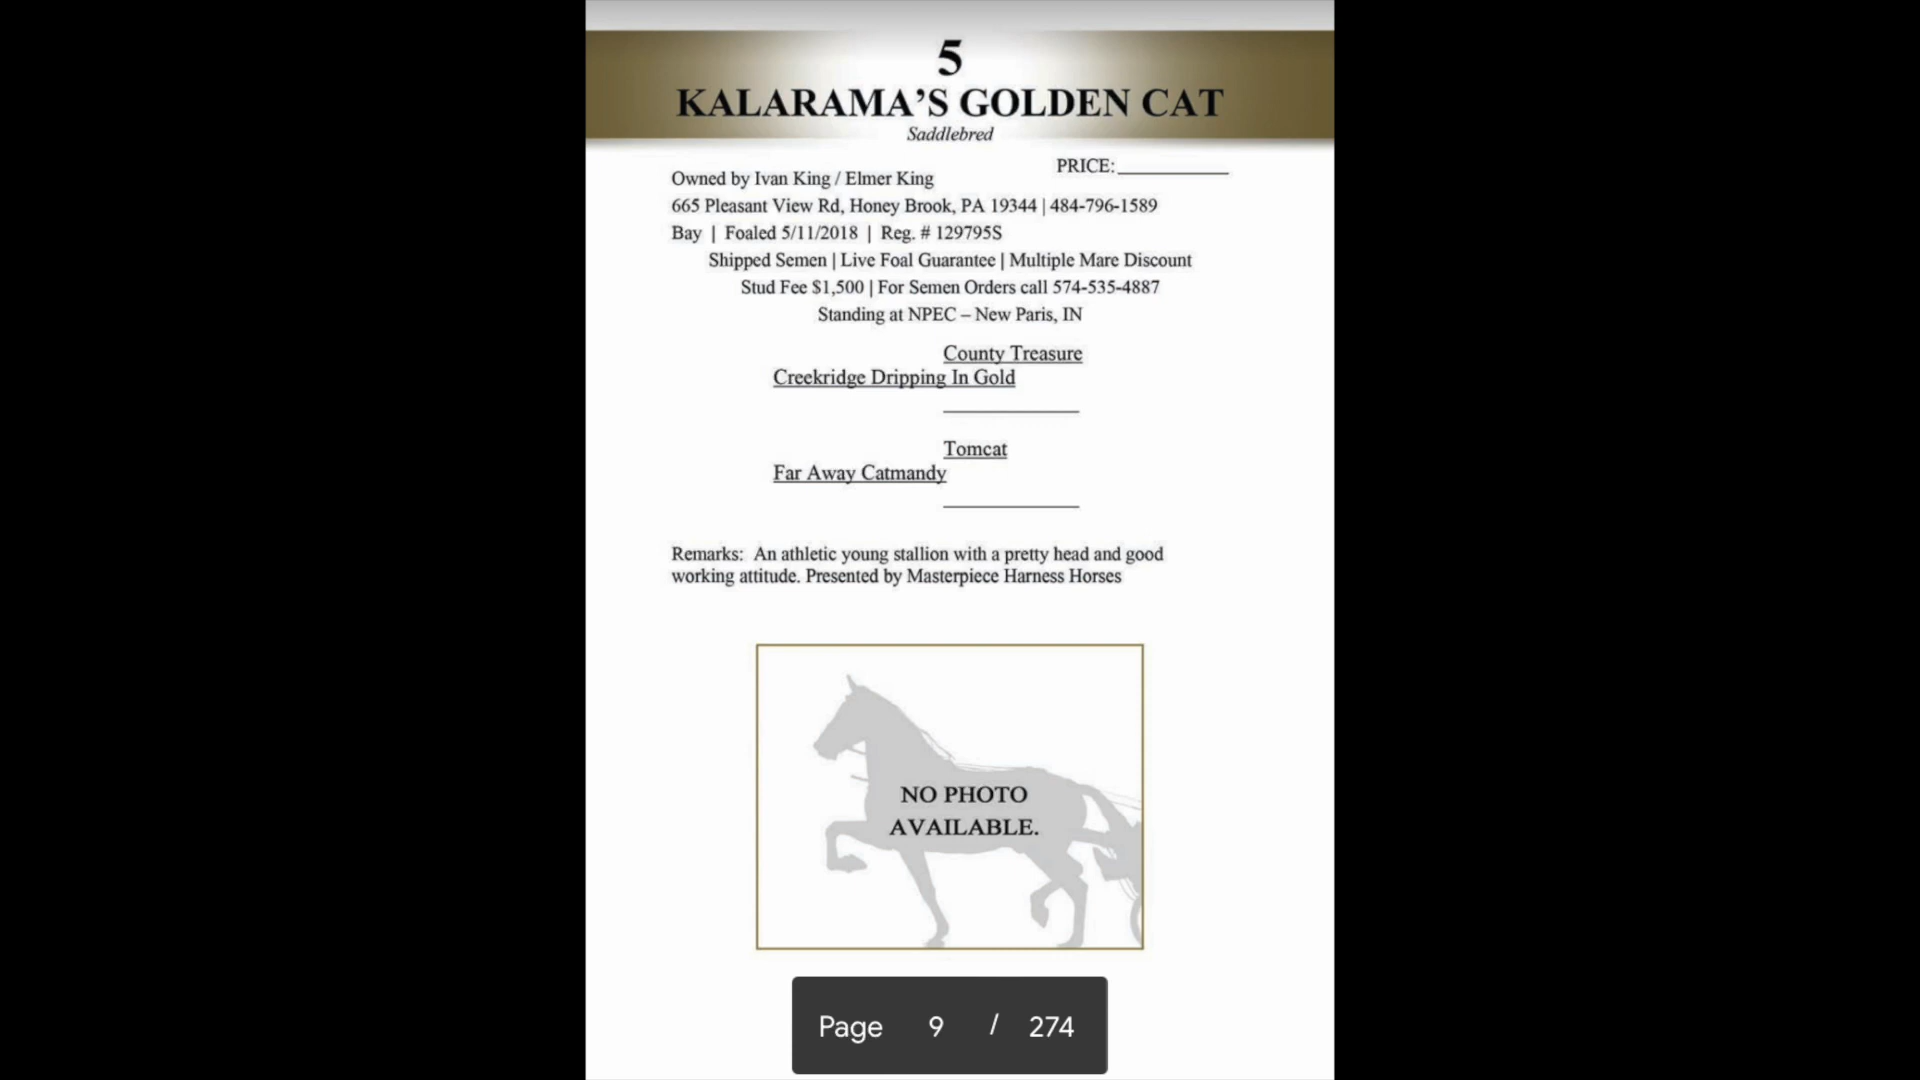 5
KALARAMA’S GOLDEN CAT
Saddlebred
PRICE:___________
Owned by Ivan King / Elmer King
665 Pleasant View Rd, Honey Brook, PA 19344 | 484-796-1589
Bay | Foaled 5/11/2018 | Reg. # 129795S
Shipped Semen | Live Foal Guarantee | Multiple Mare Discount
Stud Fee $1,500 | For Semen Orders call 574-535-4887
Standing at NPEC – New Paris, IN
County Treasure
Creekridge Dripping In Gold
Tomcat
Far Away Catmandy
Remarks: An athletic young stallion with a pretty head and good
working attitude. Presented by Masterpiece Harness Horses
NO PHOTO
AVAILABLE.
Page 9 / 274